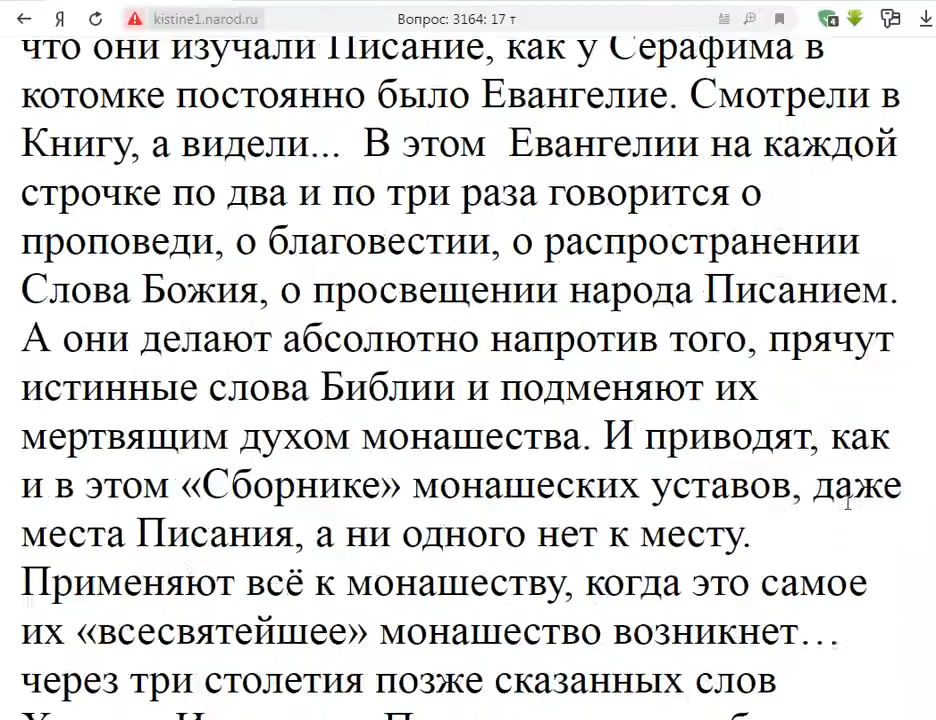 Я kistine1.narod.ru Вопрос: 3164: 17 т 4
что они изучали Писание, как у Серафима в
котомке постоянно было Евангелие. Смотрели в
Книгу, а видели... В этом Евангелии на каждой
строчке по два и по три раза говорится о
проповеди, о благовестии, о распространении
Слова Божия, о просвещении народа Писанием.
А они делают абсолютно напротив того, прячут
истинные слова Библии и подменяют их
мертвящим духом монашества. И приводят, как
и в этом «Сборнике» монашеских уставов, даже
места Писания, а ни одного нет к месту.
Применяют всё к монашеству, когда это самое
их «всесвятейшее» монашество возникнет…
через три столетия позже сказанных слов